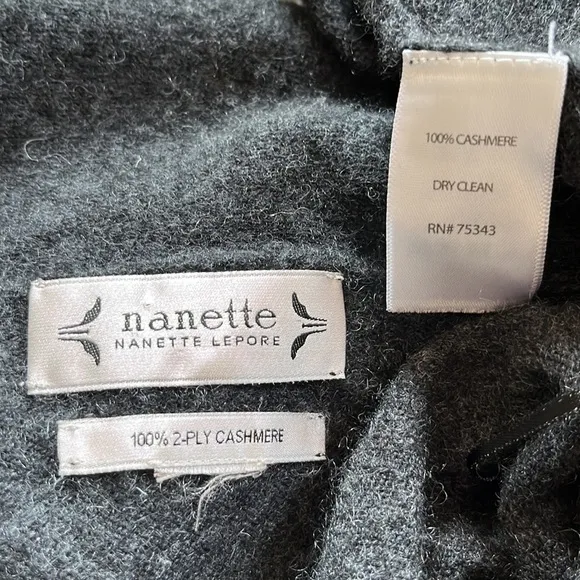 100% CASHMERE
DRY CLEAN
RN# 75343
nanette
NANETTE LEPORE
100% 2-PLY CASHMERE